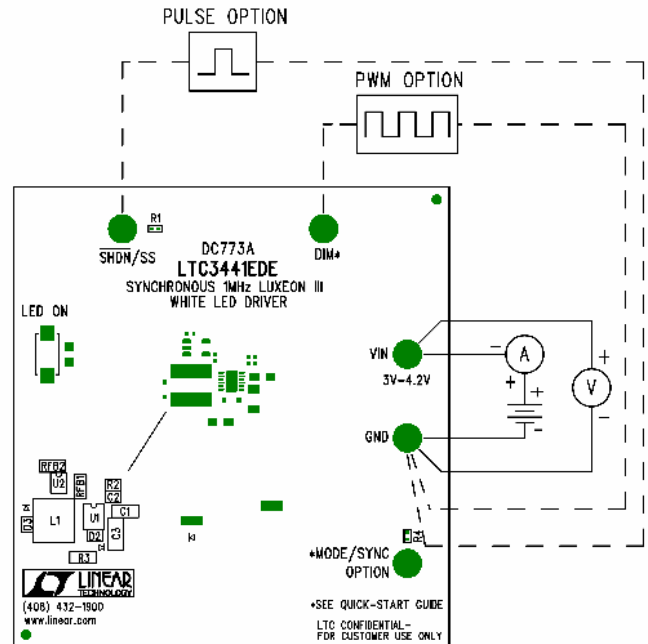 PULSE OPTION
PWM OPTION
R1
SHDN/SS
DC773A
DIM*
LTC3441EDE
SYNCHRONOUS 1MHz LUXEON III
WHITE LED DRIVER
LED ON
VIN
3V-4.2V
- A
+
+
-
+
V
-
GND
RFB2
U2
RFB1
R2
C2
C1
D3
L1
U1
D2
C3
R3
R4
*MODE/SYNC
OPTION
LINEAR
TECHNOLOGY
(408) 432-1900
www.linear.com
*SEE QUICK-START GUIDE
LTC CONFIDENTIAL-
FOR CUSTOMER USE ONLY